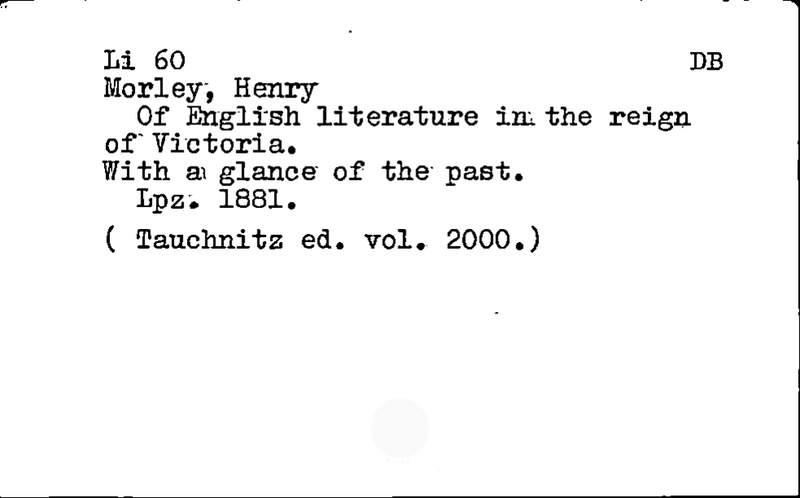 Li 60 DB
Morley, Henry
Of English literature in the reign
of Victoria.
With a glance of the past.
Lpz. 1881.
( Tauchnitz ed. vol. 2000.)